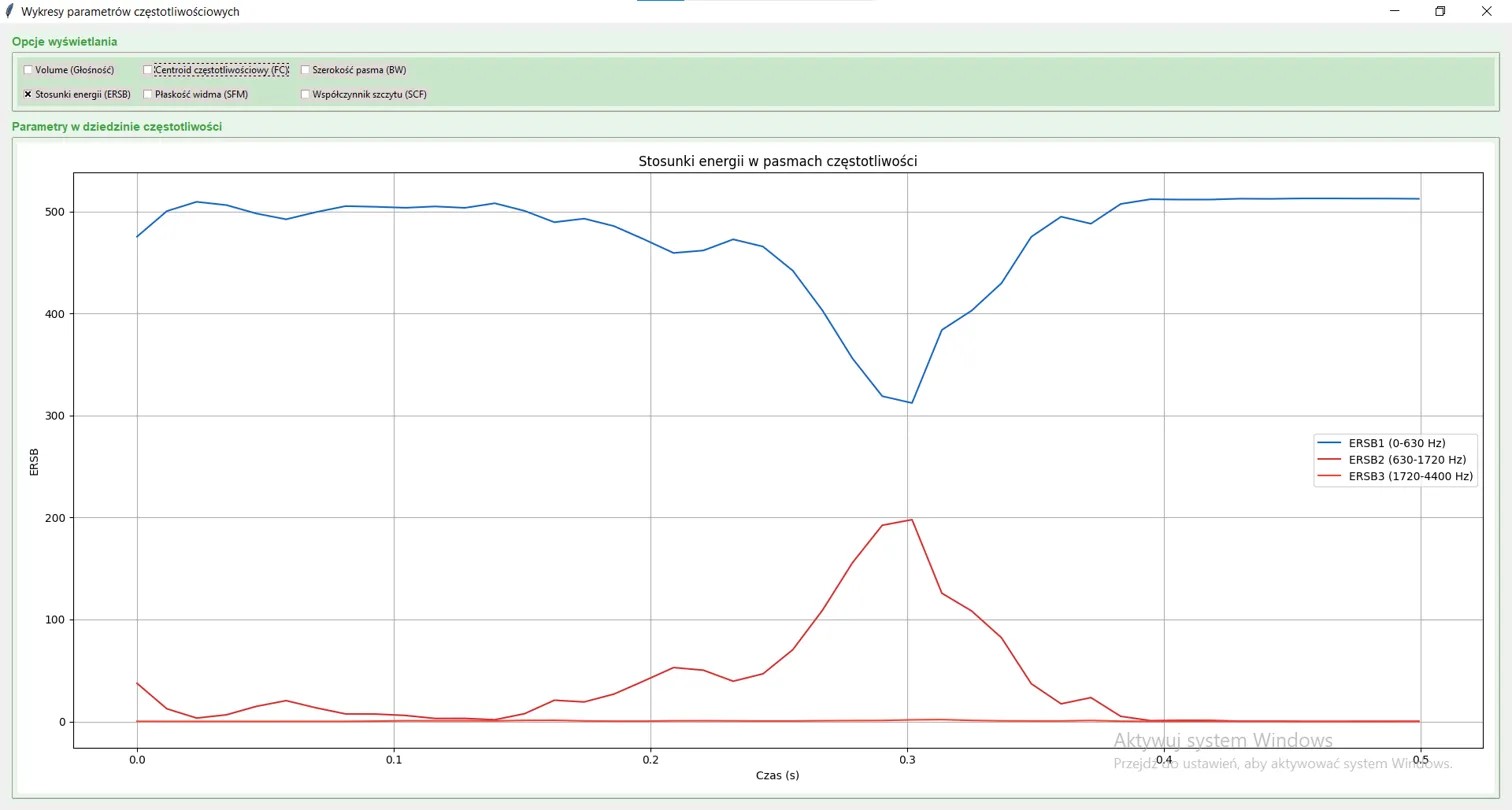 Wykresy parametrów częstotliwościowych
Opcje wyświetlania
Volume (Głośność) Centroid częstotliwościowy (FC) Szerokość pasma (BW)
Stosunki energii (ERSB) Płaskość widma (SFM) Współczynnik szczytu (SCF)
Parametry w dziedzinie częstotliwości
Stosunki energii w pasmach częstotliwości
500
400
300
200
100
0
ERSB
ERSB1 (0-630 Hz)
ERSB2 (630-1720 Hz)
ERSB3 (1720-4400 Hz)
0.0 0.1 0.2 0.3 0.4 0.5
Czas (s)
Aktywuj system Windows
Przejdź do ustawień, aby aktywować system Windows.